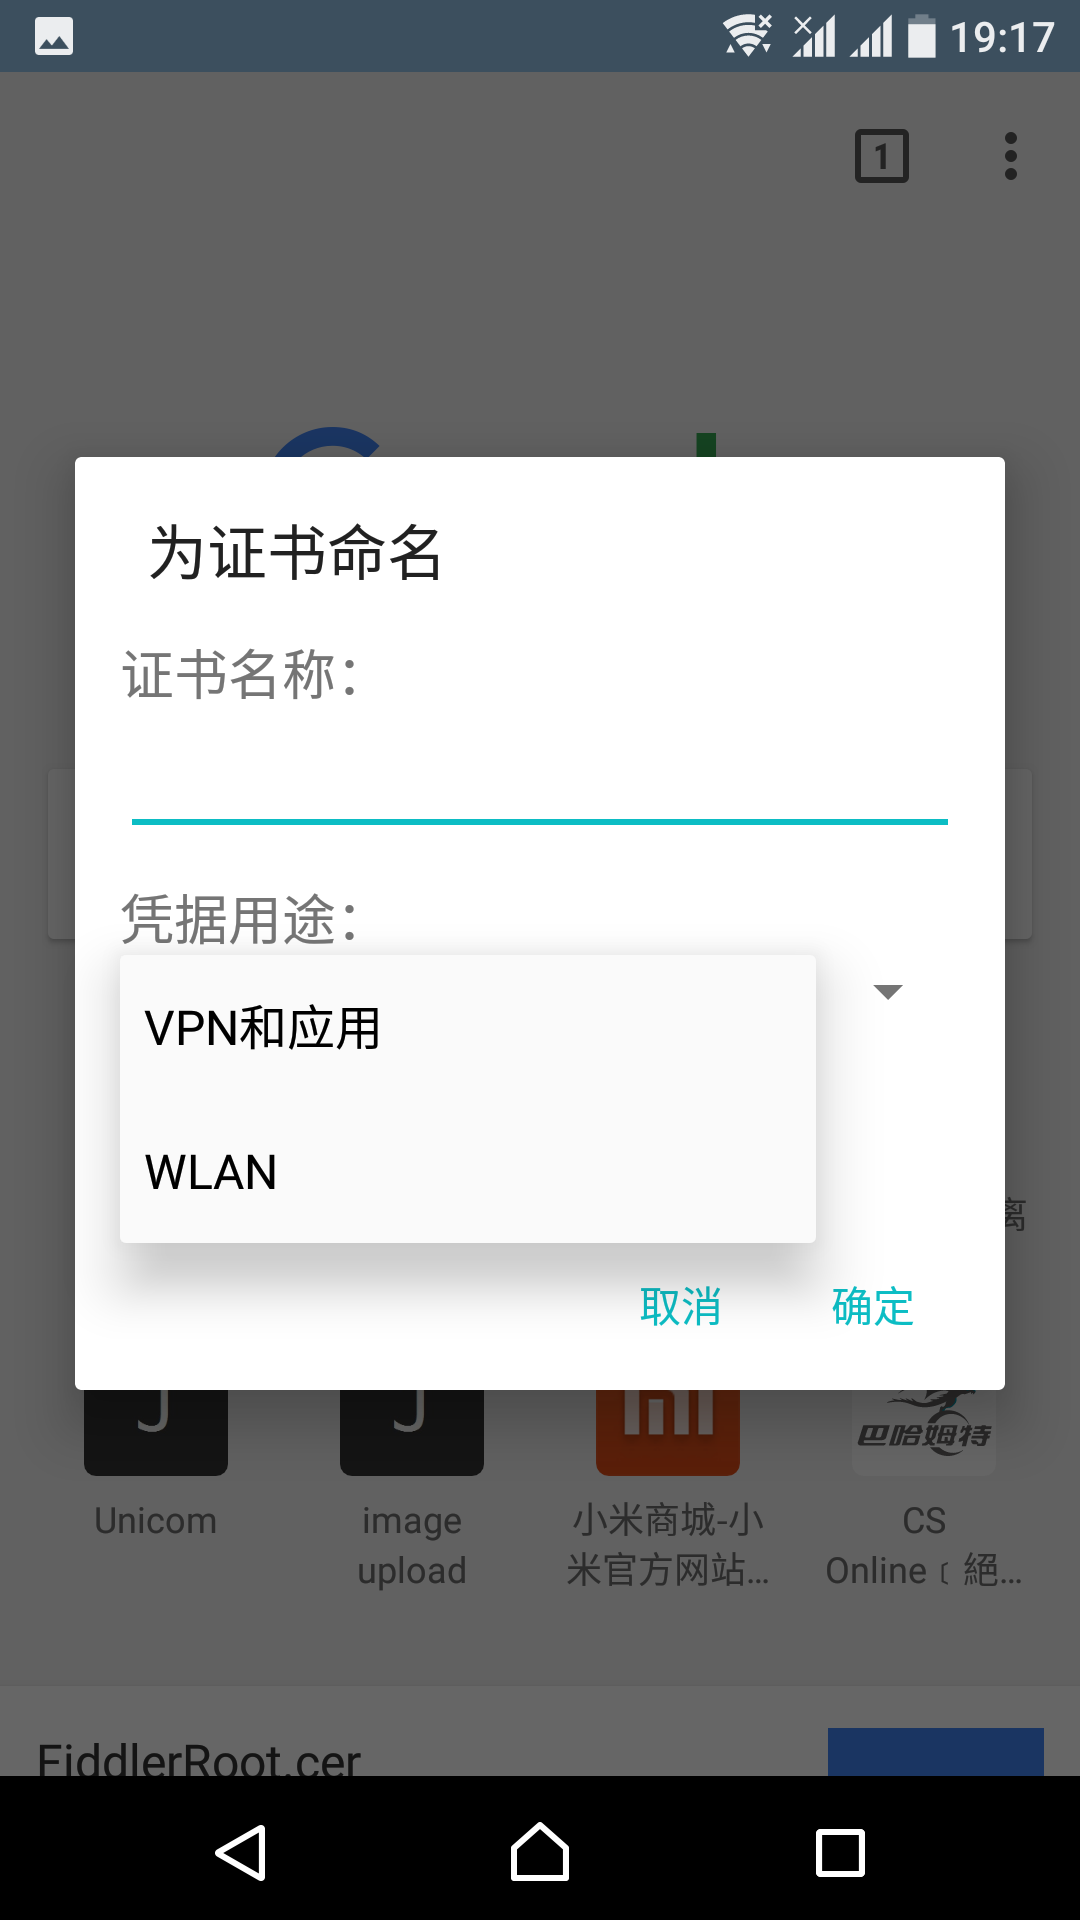 19:17
1
为证书命名
证书名称：
凭据用途：
VPN和应用
WLAN
离
取消
确定
J
J
巴哈姆特
Unicom
image
upload
小米商城-小
米官方网站...
CS
Online﹝絕...
FiddlerRoot.cer